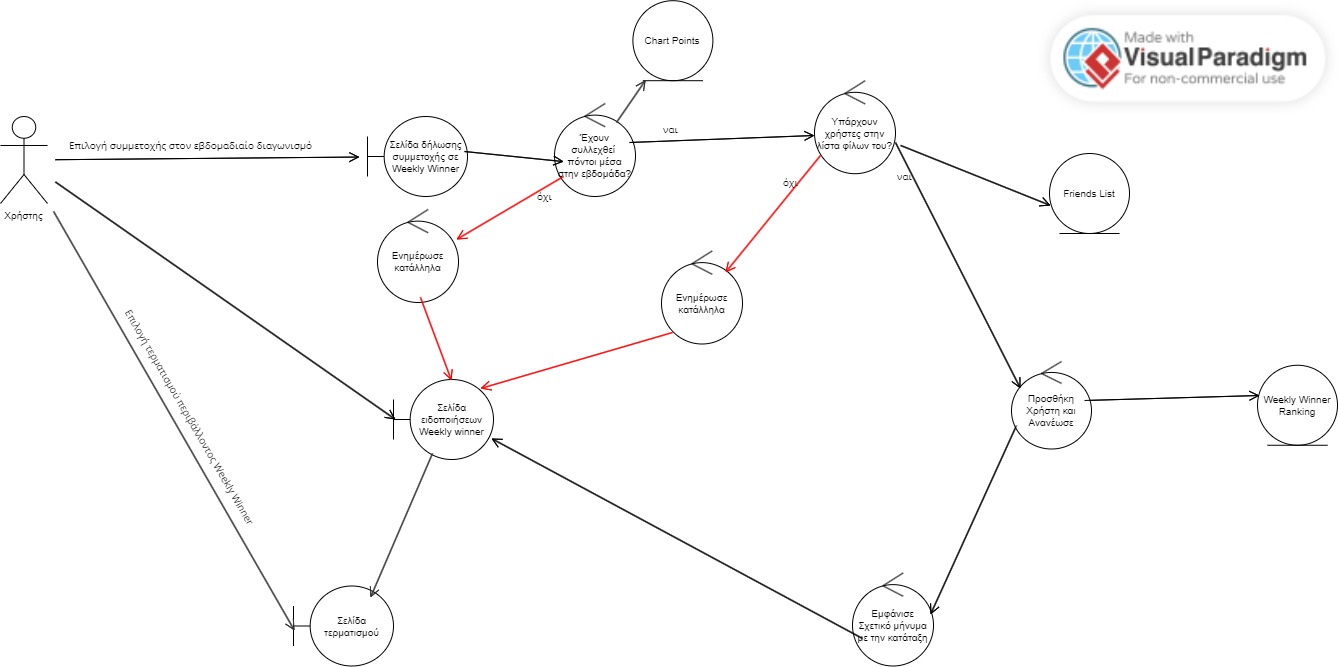 Chart Points
Made with
Visual Paradigm
For non-commercial use
Επιλογή συμμετοχής στον εβδομαδιαίο διαγωνισμό
Σελίδα δήλωσης
συμμετοχής σε
Weekly Winner
Έχουν
συλλεχθεί
πόντοι μέσα
στην εβδομάδα?
ναι
Υπάρχουν
χρήστες στην
λίστα φίλων του?
Χρήστης
όχι
όχι
ναι
Friends List
Ενημέρωσε
κατάλληλα
Ενημέρωσε
κατάλληλα
Επιλογή τερματισμού περιβάλλοντος Weekly Winner
Σελίδα
ειδοποιήσεων
Weekly winner
Προσθήκη
Χρήστη και
Ανανέωσε
Weekly Winner
Ranking
Σελίδα
τερματισμού
Εμφάνισε
Σχετικό μήνυμα
με την κατάταξη